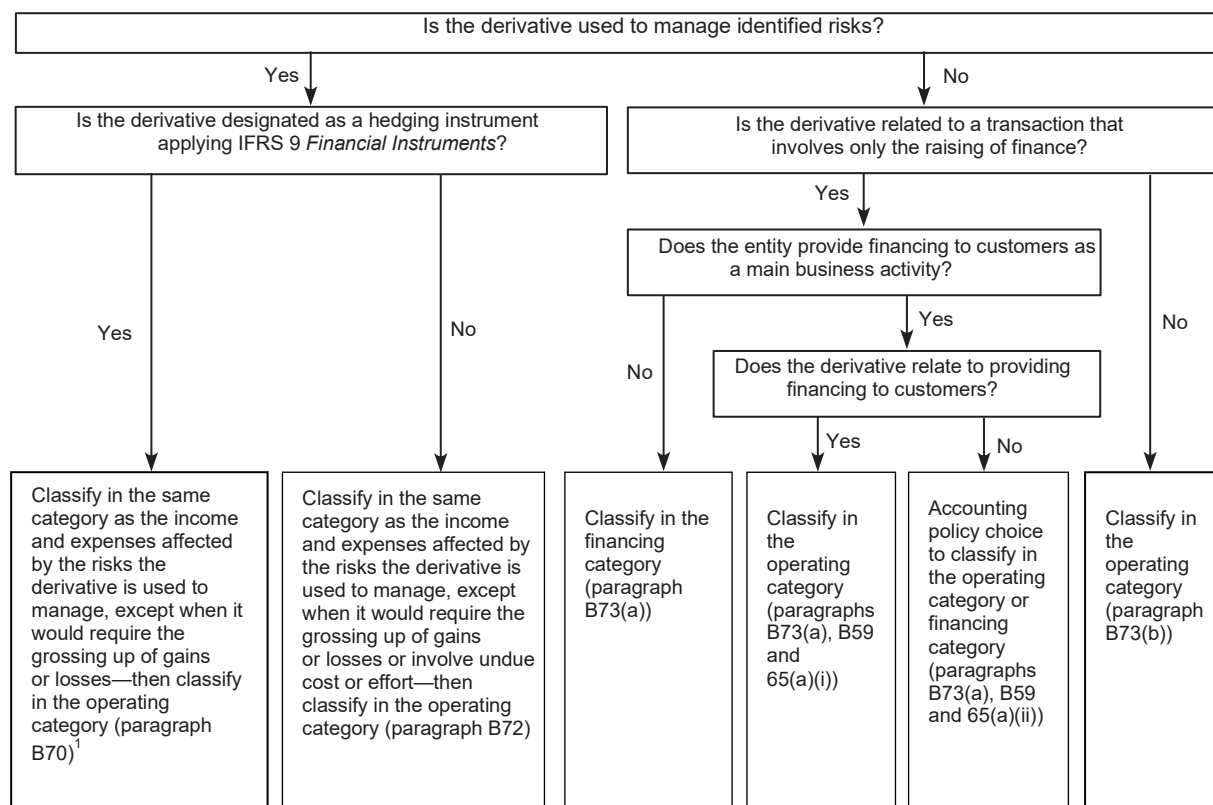 Is the derivative used to manage identified risks?
Yes
No
Is the derivative designated as a hedging instrument
applying IFRS 9 Financial Instruments?
Is the derivative related to a transaction that
involves only the raising of finance?
Yes
Does the entity provide financing to customers as
a main business activity?
Yes
No
No
Yes
No
Does the derivative relate to providing
financing to customers?
Yes
No
Classify in the same
category as the income
and expenses affected
by the risks the
derivative is used to
manage, except when it
would require the
grossing up of gains
or losses—then classify
in the operating
category (paragraph
B70)¹
Classify in the same
category as the income
and expenses affected by
the risks the derivative is
used to manage, except
when it would require the
grossing up of gains
or losses or involve undue
cost or effort—then
classify in the operating
category (paragraph B72)
Classify in the
financing
category
(paragraph
B73(a))
Classify in
the
operating
category
(paragraphs
B73(a), B59
and
65(a)(i))
Accounting
policy choice
to classify in
the operating
category or
financing
category
(paragraphs
B73(a), B59
and 65(a)(ii))
Classify in
the
operating
category
(paragraph
B73(b))